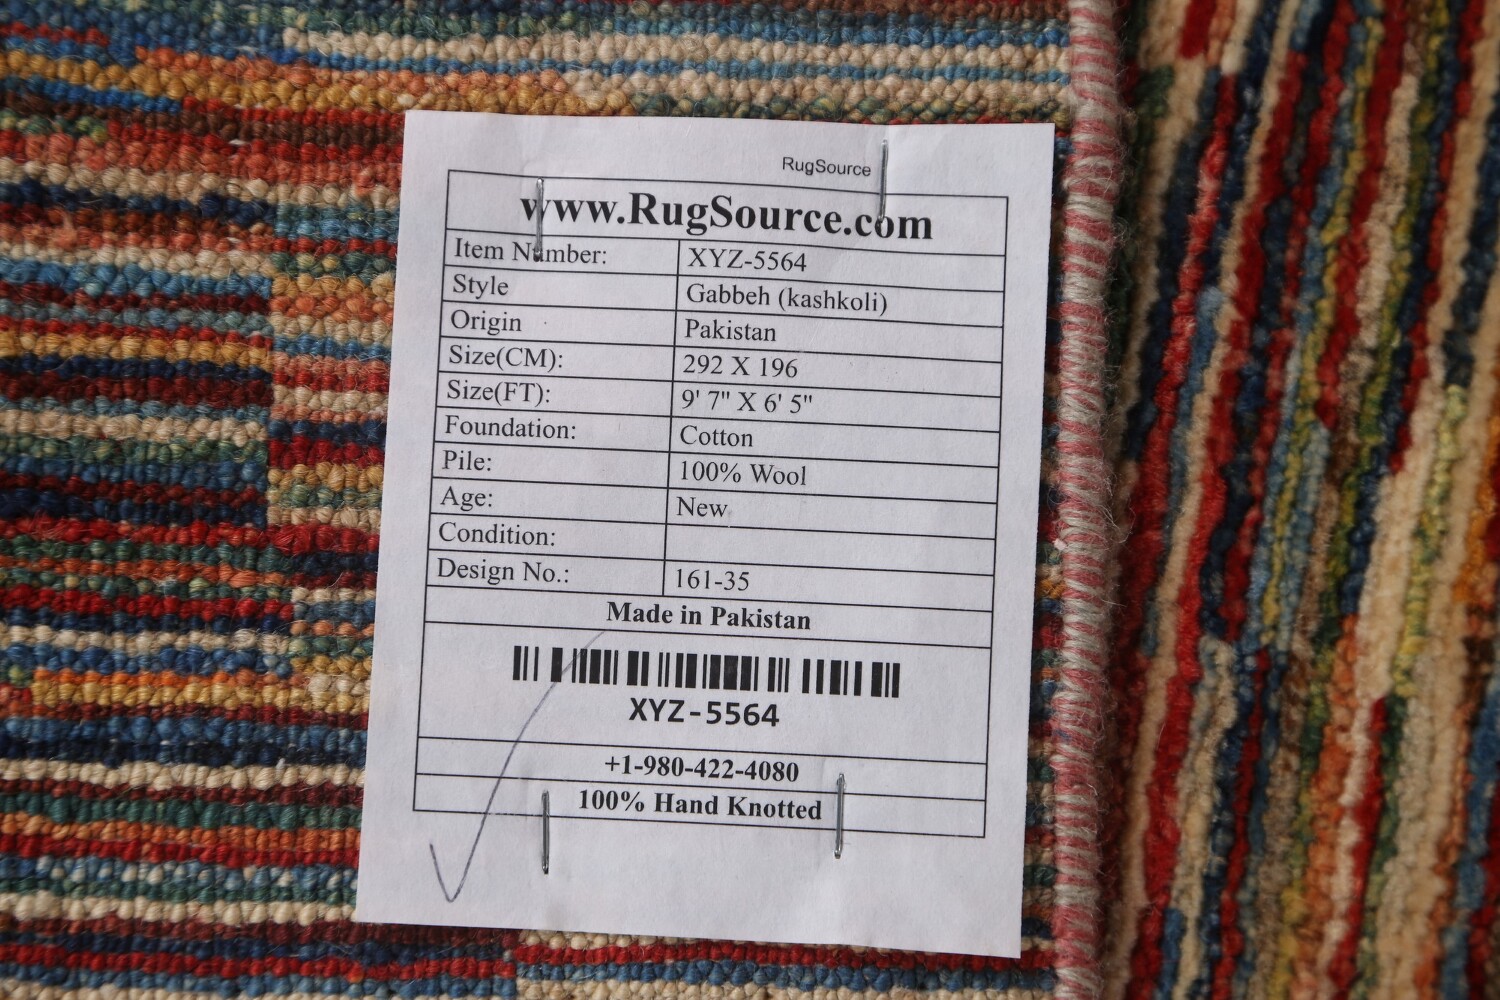 RugSource
www.RugSource.com
Item Number: XYZ-5564
Style Gabbeh (kashkoli)
Origin Pakistan
Size(CM): 292 X 196
Size(FT): 9' 7" X 6' 5"
Foundation: Cotton
Pile: 100% Wool
Age: New
Condition:
Design No.: 161-35
Made in Pakistan
XYZ-5564
+1-980-422-4080
100% Hand Knotted